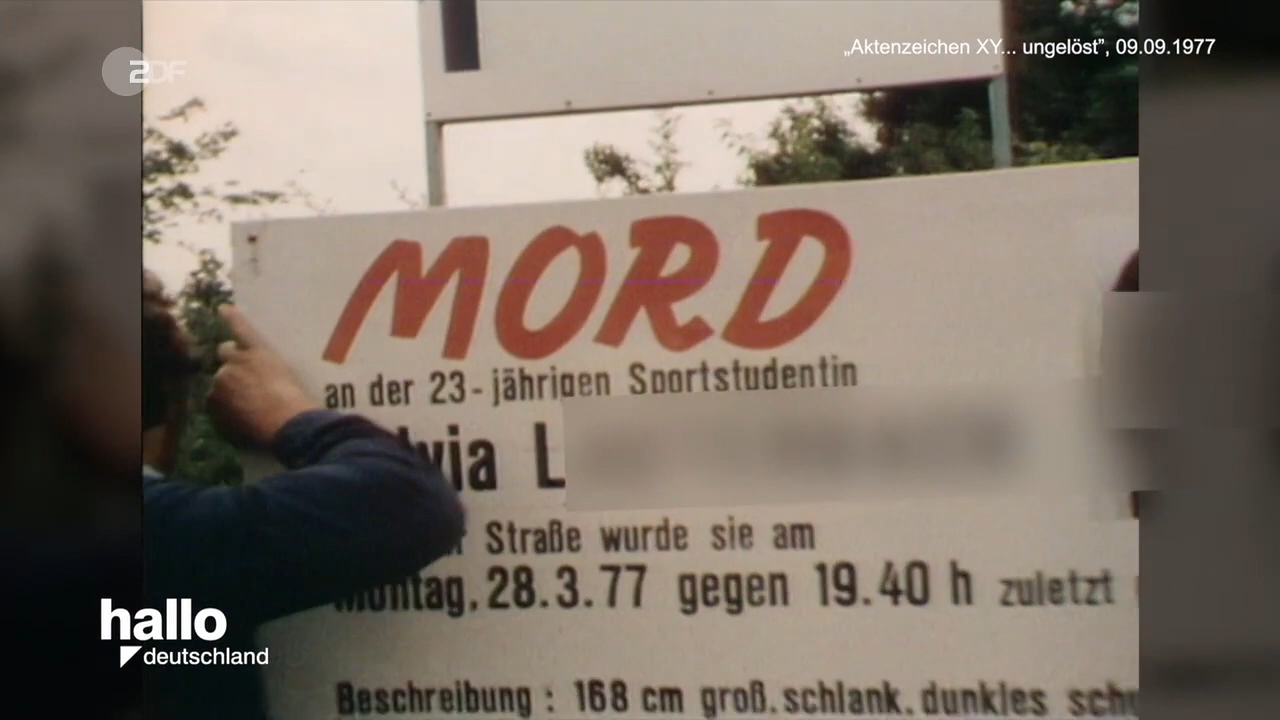 ZDF
„Aktenzeichen XY... ungelöst”, 09.09.1977
MORD
an der 23-jährigen Sportstudentin
via L
Straße wurde sie am
Montag, 28.3.77 gegen 19.40 h zuletzt
Beschreibung : 168 cm groß, schlank, dunkles
hallo
deutschland